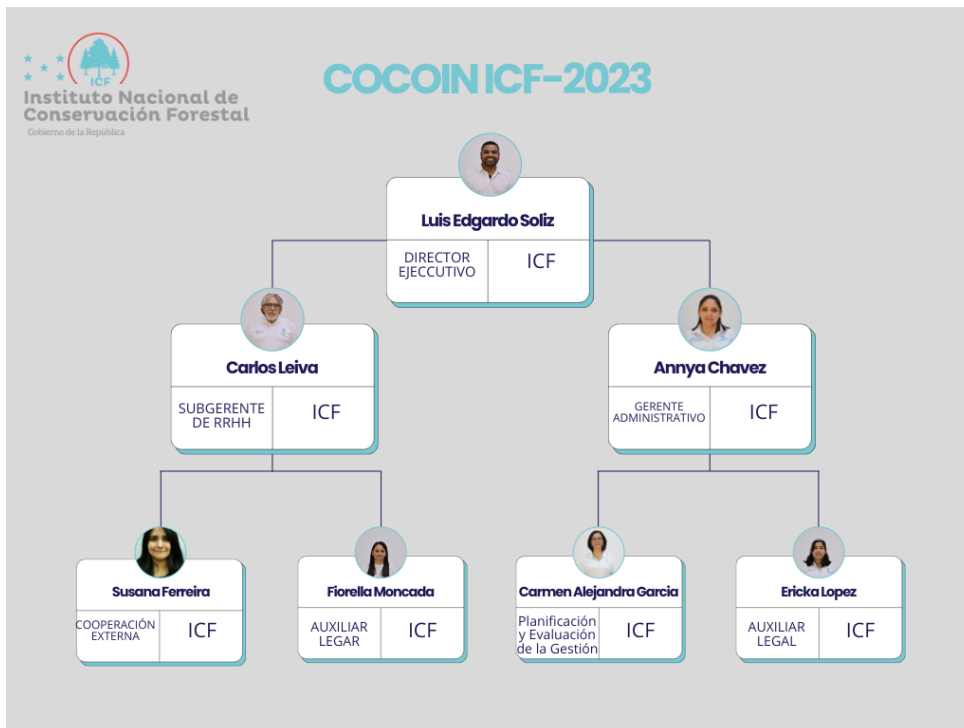 ICF
Instituto Nacional de
Conservación Forestal
Gobierno de la República
COCOIN ICF-2023
Luis Edgardo Soliz
DIRECTOR
EJECCUTIVO
ICF
Carlos Leiva
SUBGERENTE
DE RRHH
ICF
Annya Chavez
GERENTE
ADMINISTRATIVO
ICF
Susana Ferreira
COOPERACIÓN
EXTERNA
ICF
Fiorella Moncada
AUXILIAR
LEGAR
ICF
Carmen Alejandra Garcia
Planificación
y Evaluación
de la Gestión
ICF
Ericka Lopez
AUXILIAR
LEGAL
ICF